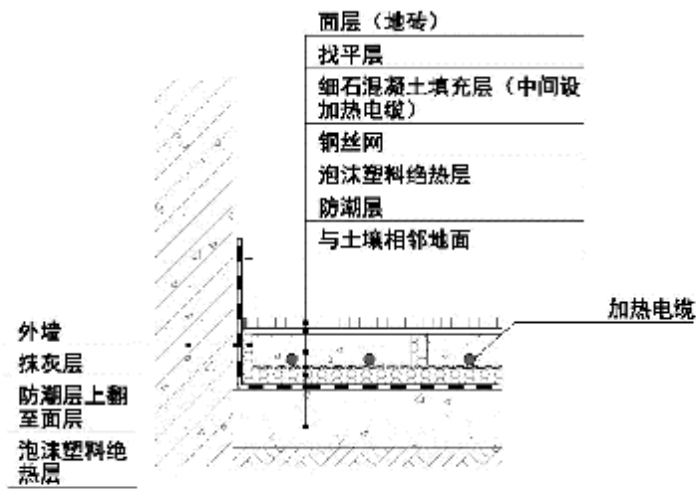 面层（地砖）
找平层
细石混凝土填充层（中间设
加热电缆）
钢丝网
泡沫塑料绝热层
防潮层
与土壤相邻地面
加热电缆
外墙
抹灰层
防潮层上翻
至面层
泡沫塑料绝
热层